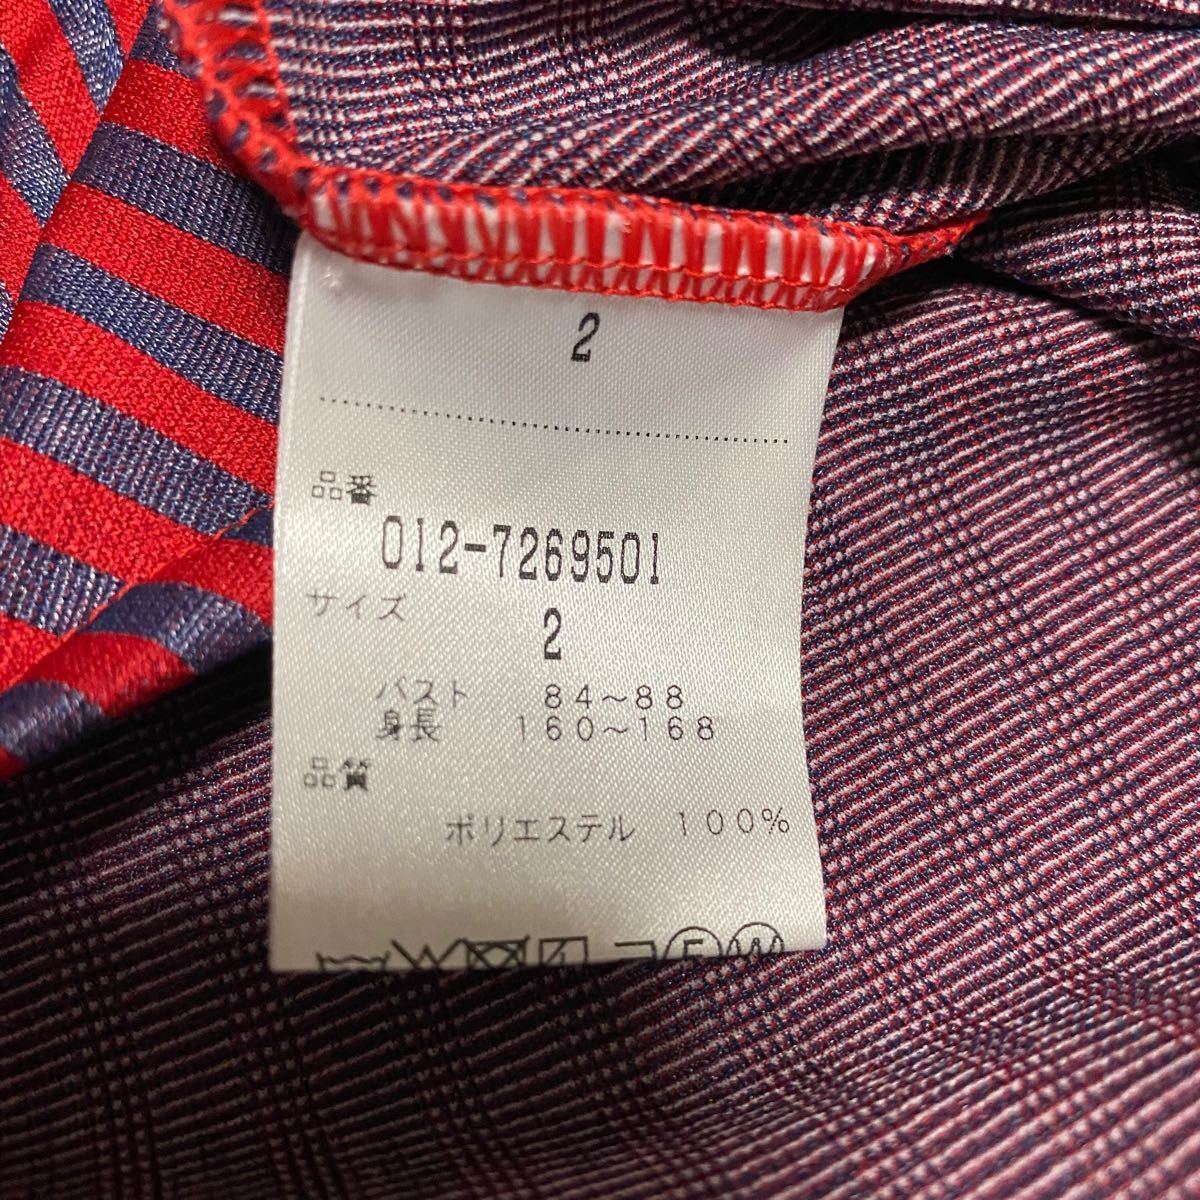 2
品番
012-7269501
サイズ
2
バスト 84~88
身長 160~168
品質
ポリエステル 100%
F W